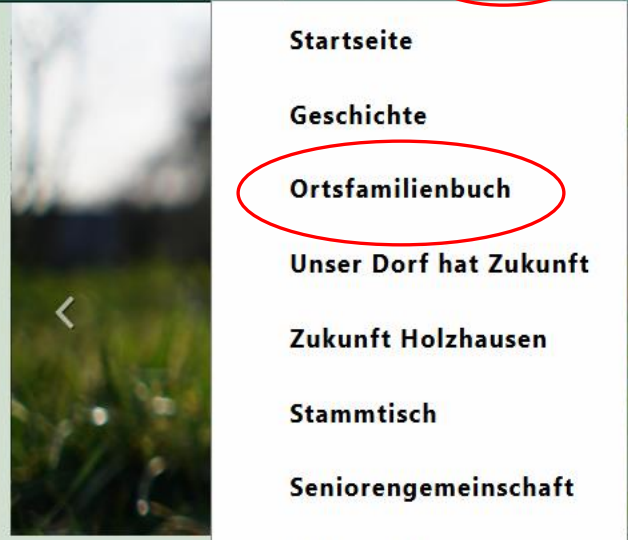 Startseite
Geschichte
Ortsfamilienbuch
Unser Dorf hat Zukunft
Zukunft Holzhausen
Stammtisch
Seniorengemeinschaft